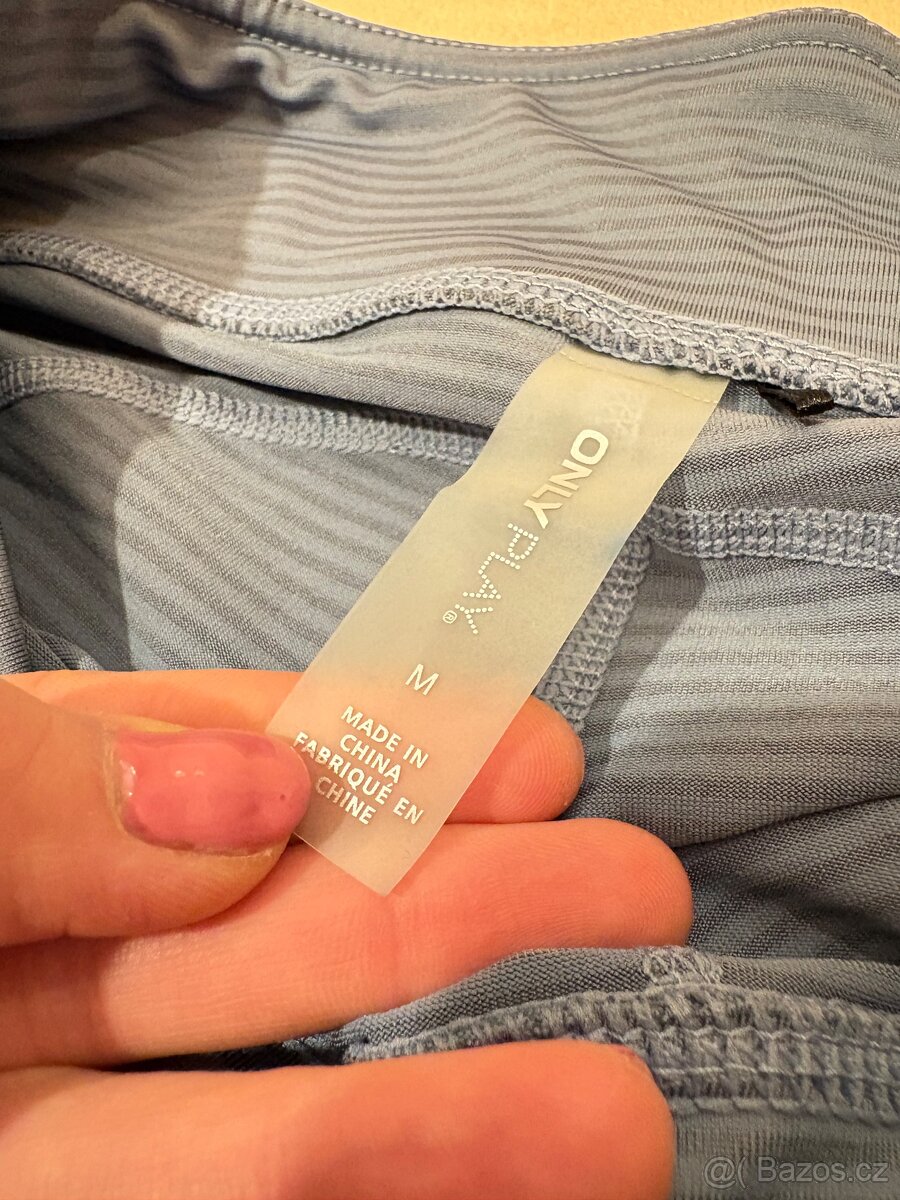 ONLY
PLAY®
M
MADE IN
CHINA
FABRIQUÉ EN
CHINE
@( Bazos.cz